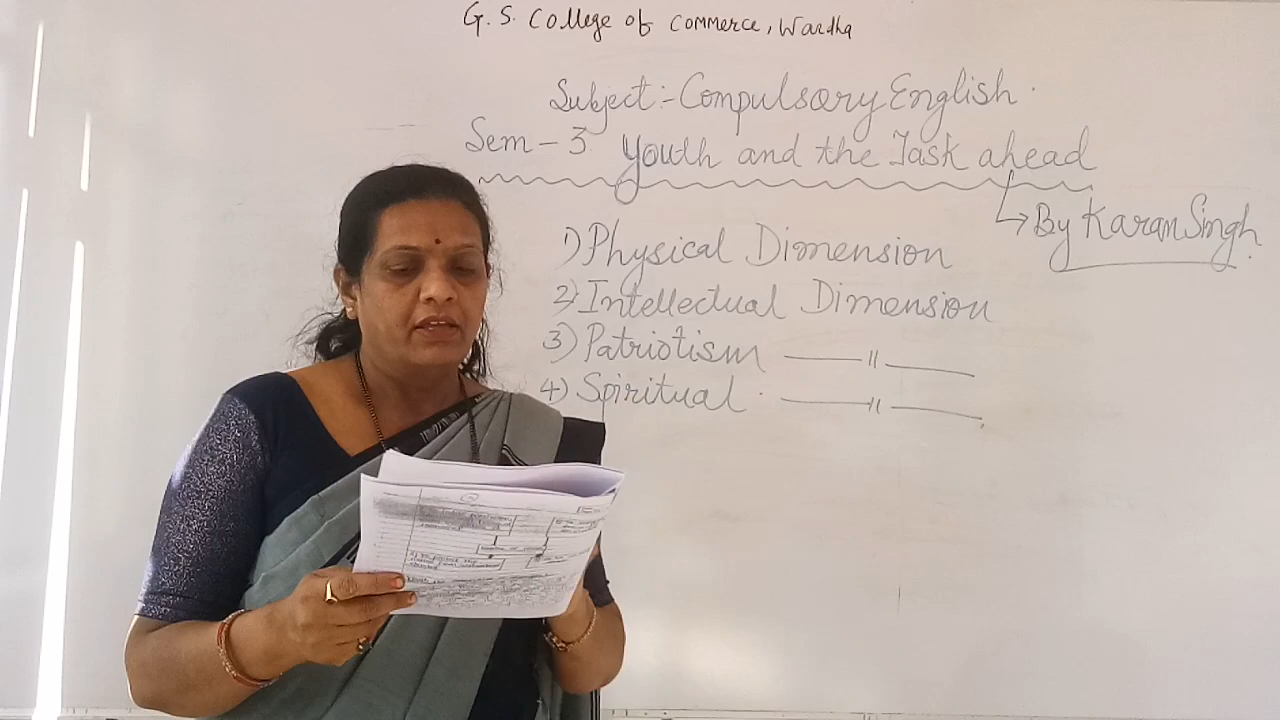 G. S. College of Commerce, Wardha
Subject:- Compulsory English.
Sem - 3 Youth and the Task ahead
By Karan Singh.
1) Physical Dimension
2) Intellectual Dimension
3) Patriotism —— 〃 ——
4) Spiritual. —— 〃 ——